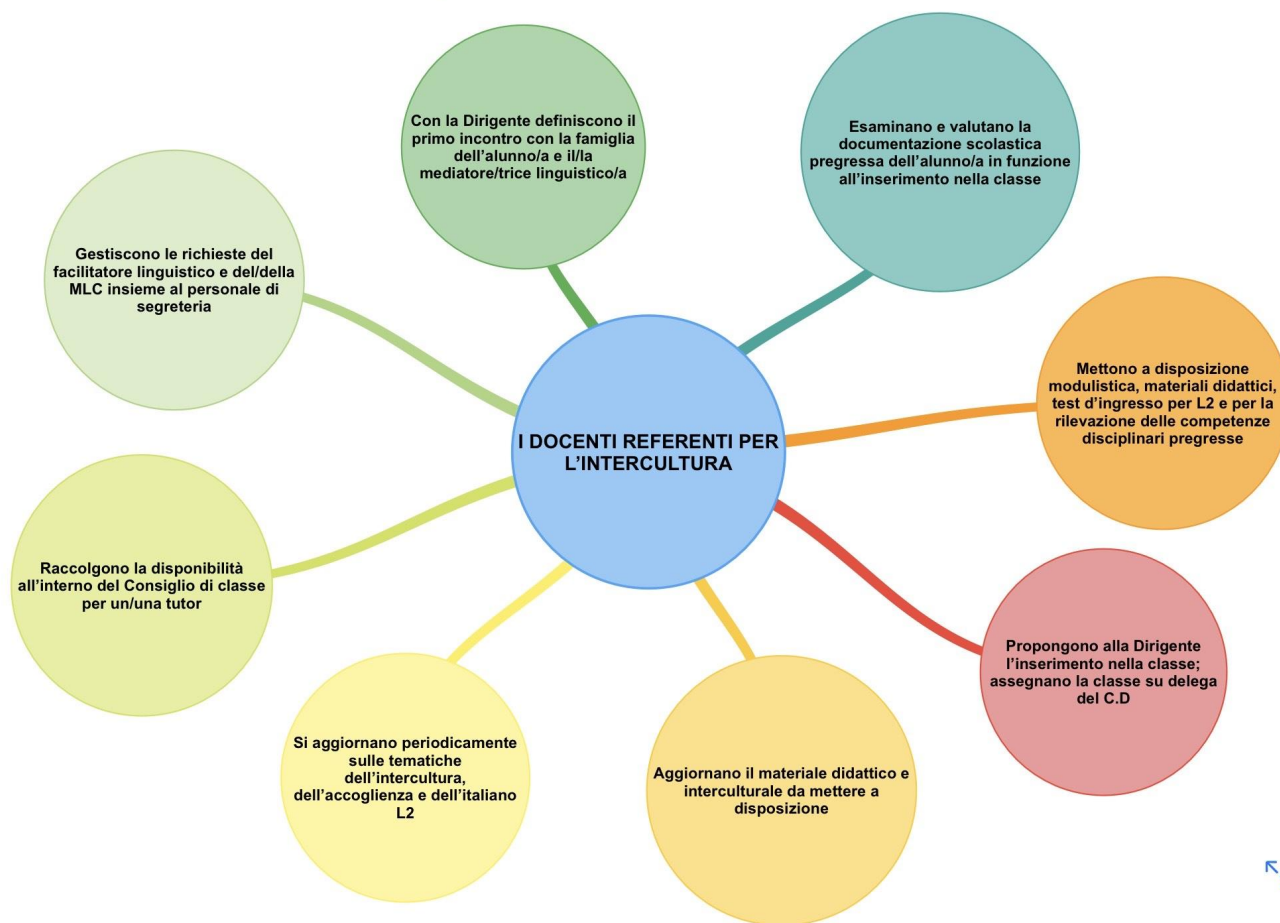 Con la Dirigente definiscono il
primo incontro con la famiglia
dell'alunno/a e il/la
mediatore/trice linguistico/a
Esaminano e valutano la
documentazione scolastica
pregressa dell'alunno/a in funzione
all'inserimento nella classe
Gestiscono le richieste del
facilitatore linguistico e del/della
MLC insieme al personale di
segreteria
Mettono a disposizione
modulistica, materiali didattici,
test d'ingresso per L2 e per la
rilevazione delle competenze
disciplinari pregresse
I DOCENTI REFERENTI PER
L'INTERCULTURA
Raccolgono la disponibilità
all'interno del Consiglio di classe
per un/una tutor
Propongono alla Dirigente
l'inserimento nella classe;
assegnano la classe su delega
del C.D
Si aggiornano periodicamente
sulle tematiche
dell'intercultura,
dell'accoglienza e dell'italiano
L2
Aggiornano il materiale didattico e
interculturale da mettere a
disposizione